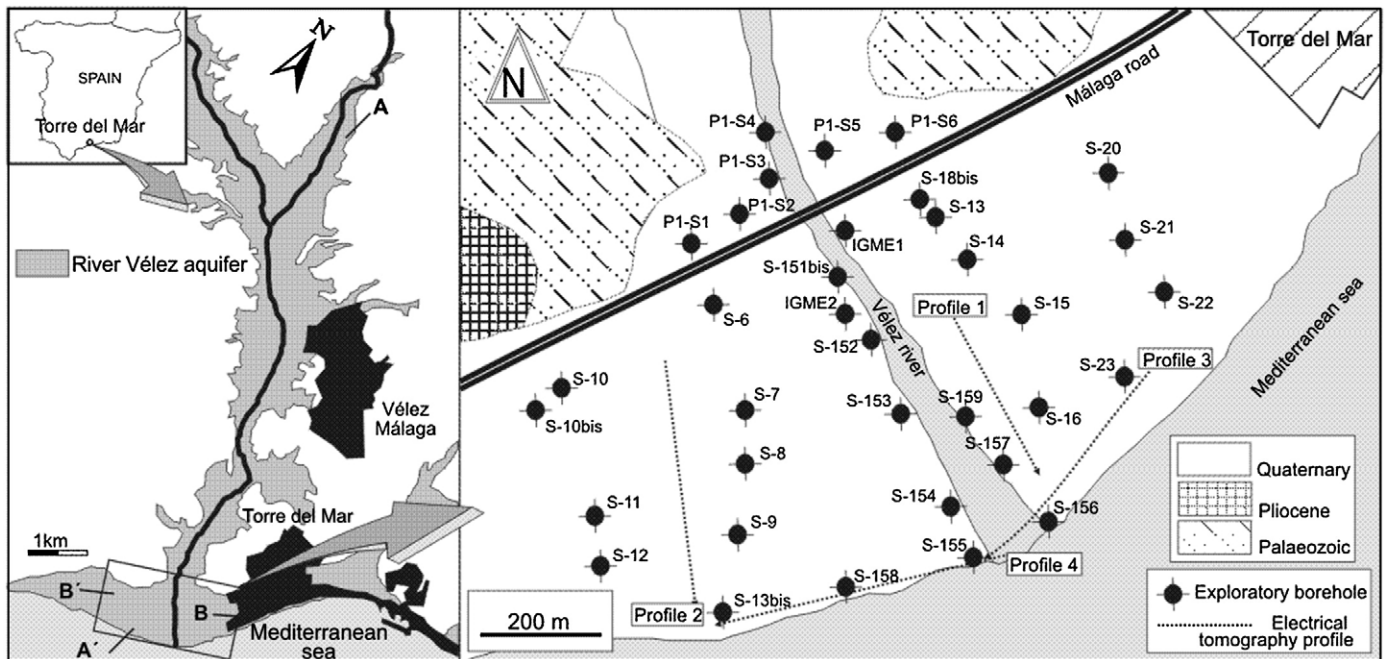 SPAIN
Torre del Mar
N
A
River Vélez aquifer
Vélez
Málaga
Torre del Mar
1km
B´
B
A´
Mediterranean
sea
N
Málaga road
Torre del Mar
P1-S4
P1-S5
P1-S6
S-20
P1-S3
S-18bis
P1-S2
S-13
P1-S1
IGME1
S-14
S-21
S-151bis
S-6
IGME2
Vélez river
Profile 1
S-15
S-22
S-152
Mediterranean sea
Profile 3
S-23
S-10
S-10bis
S-7
S-153
S-159
S-16
S-8
S-157
S-11
S-154
S-156
S-9
S-12
S-155
Profile 4
S-158
Profile 2
S-13bis
200 m
Quaternary
Pliocene
Palaeozoic
Exploratory borehole
Electrical
tomography profile